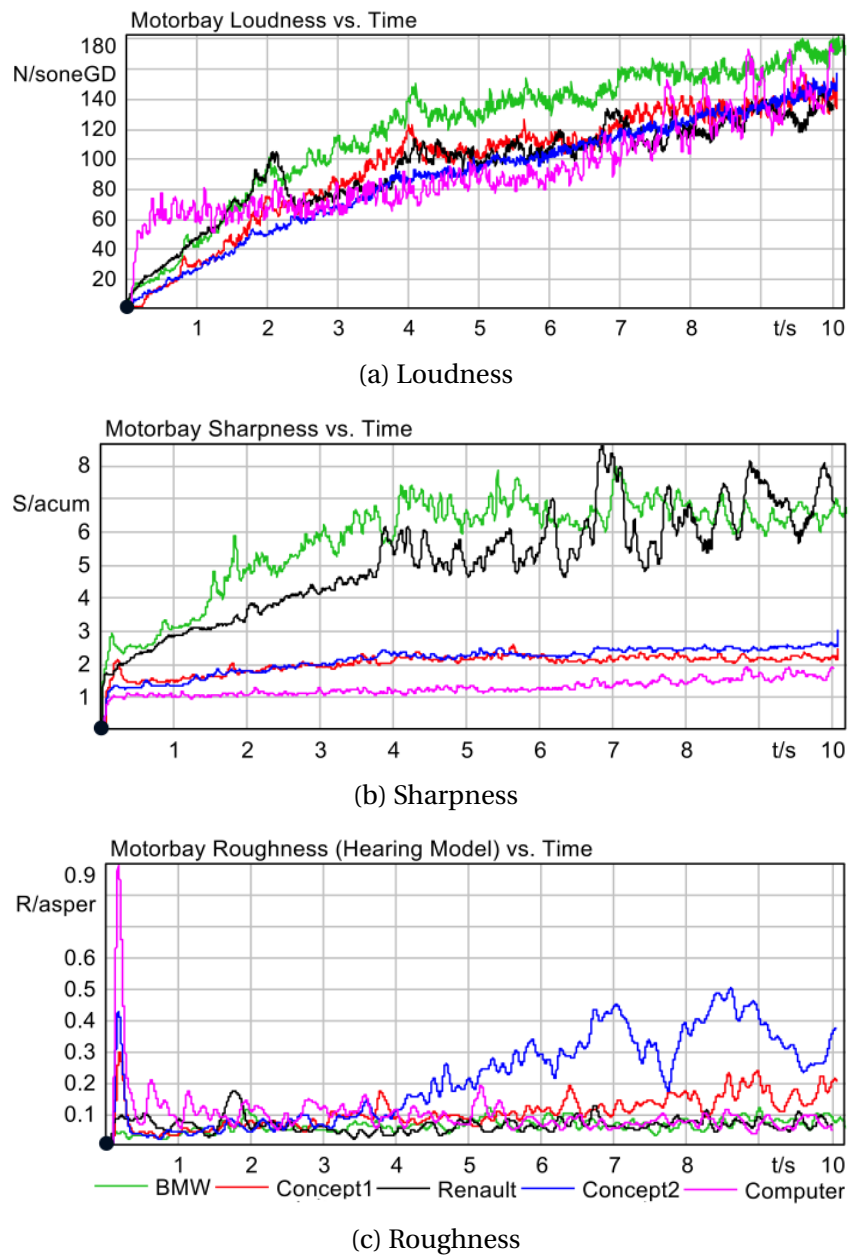 Motorbay Loudness vs. Time
180
N/soneGD
140
120
100
80
60
40
20
1 2 3 4 5 6 7 8 t/s 10
(a) Loudness
Motorbay Sharpness vs. Time
8
S/acum
6
5
4
3
2
1
1 2 3 4 5 6 7 8 t/s 10
(b) Sharpness
Motorbay Roughness (Hearing Model) vs. Time
0.9
R/asper
0.6
0.5
0.4
0.3
0.2
0.1
1 2 3 4 5 6 7 8 t/s 10
BMW Concept1 Renault Concept2 Computer
(c) Roughness